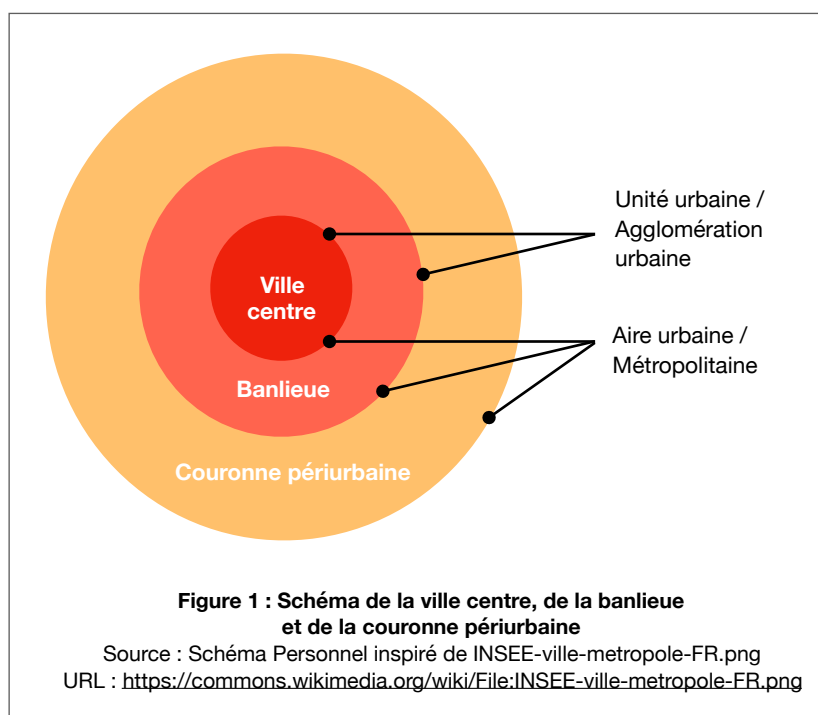 Ville
centre
Banlieue
Couronne périurbaine
Unité urbaine /
Agglomération
urbaine
Aire urbaine /
Métropolitaine
Figure 1 : Schéma de la ville centre, de la banlieue
et de la couronne périurbaine
Source : Schéma Personnel inspiré de INSEE-ville-metropole-FR.png
URL : https://commons.wikimedia.org/wiki/File:INSEE-ville-metropole-FR.png